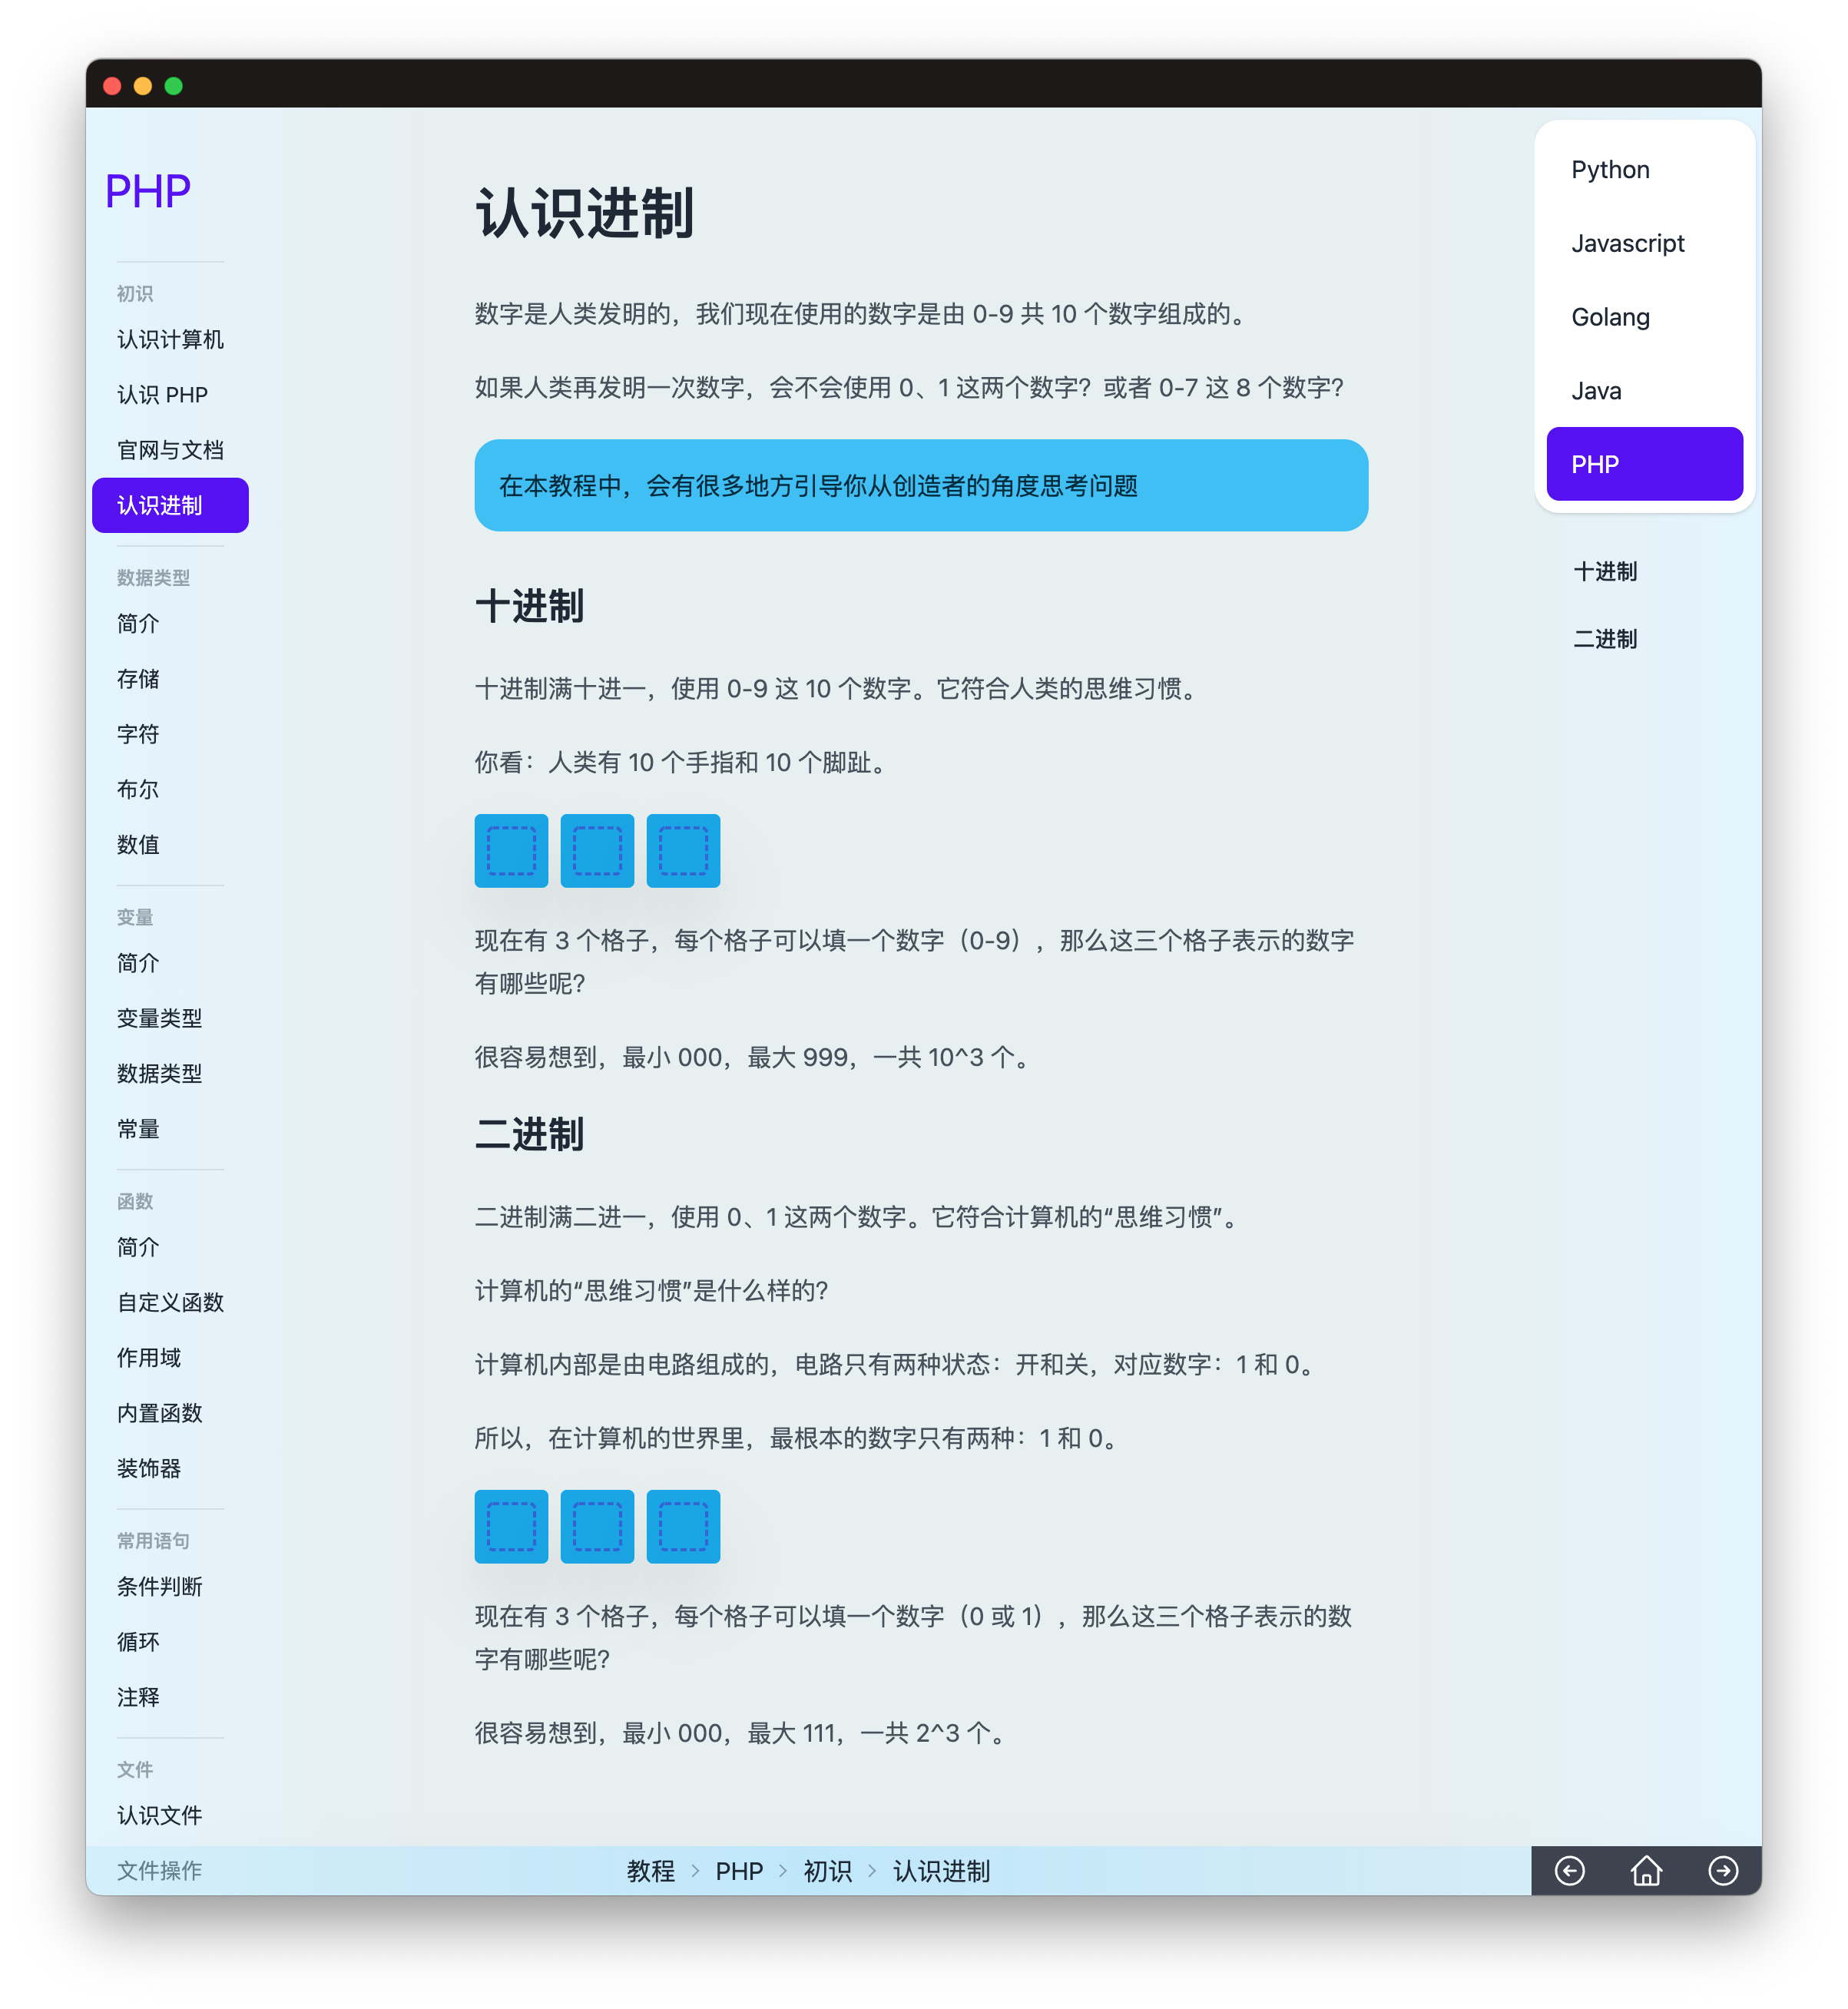 PHP
初识
认识计算机
认识 PHP
官网与文档
认识进制
数据类型
简介
存储
字符
布尔
数值
变量
简介
变量类型
数据类型
常量
函数
简介
自定义函数
作用域
内置函数
装饰器
常用语句
条件判断
循环
注释
文件
认识文件
文件操作
认识进制
数字是人类发明的，我们现在使用的数字是由 0-9 共 10 个数字组成的。
如果人类再发明一次数字，会不会使用 0、1 这两个数字？或者 0-7 这 8 个数字？
在本教程中，会有很多地方引导你从创造者的角度思考问题
十进制
十进制满十进一，使用 0-9 这 10 个数字。它符合人类的思维习惯。
你看：人类有 10 个手指和 10 个脚趾。
现在有 3 个格子，每个格子可以填一个数字（0-9），那么这三个格子表示的数字
有哪些呢？
很容易想到，最小 000，最大 999，一共 10^3 个。
二进制
二进制满二进一，使用 0、1 这两个数字。它符合计算机的“思维习惯”。
计算机的“思维习惯”是什么样的？
计算机内部是由电路组成的，电路只有两种状态：开和关，对应数字：1 和 0。
所以，在计算机的世界里，最根本的数字只有两种：1 和 0。
现在有 3 个格子，每个格子可以填一个数字（0 或 1），那么这三个格子表示的数
字有哪些呢？
很容易想到，最小 000，最大 111，一共 2^3 个。
Python
Javascript
Golang
Java
PHP
十进制
二进制
教程 > PHP > 初识 > 认识进制